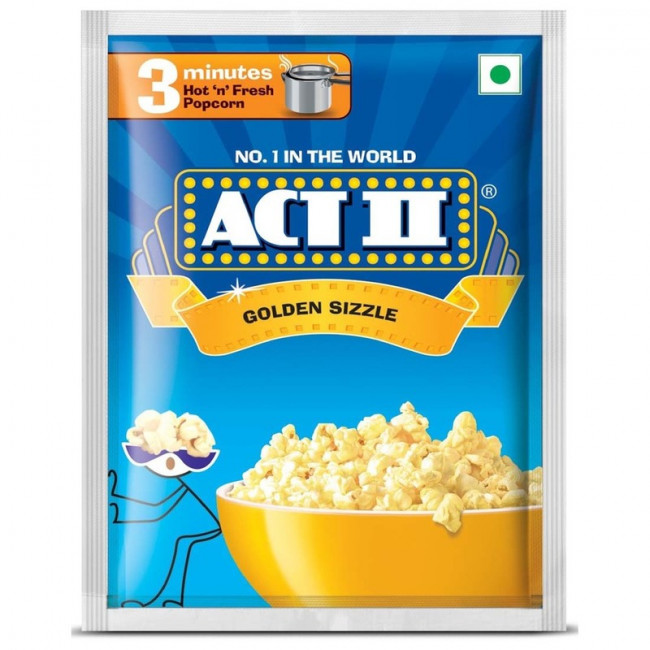 3 minutes
Hot 'n' Fresh
Popcorn
NO. 1 IN THE WORLD
ACT II ®
GOLDEN SIZZLE